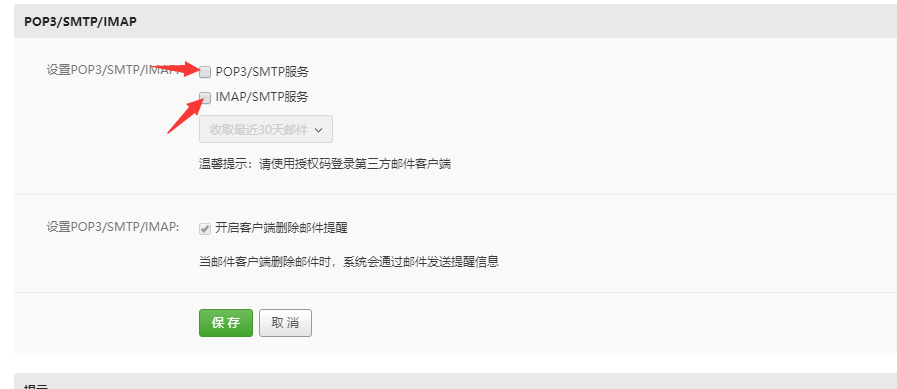 POP3/SMTP/IMAP
设置POP3/SMTP/IMAP: POP3/SMTP服务
IMAP/SMTP服务
收取最近30天邮件
温馨提示：请使用授权码登录第三方邮件客户端
设置POP3/SMTP/IMAP: 开启客户端删除邮件提醒
当邮件客户端删除邮件时，系统会通过邮件发送提醒信息
保存 取消
提示